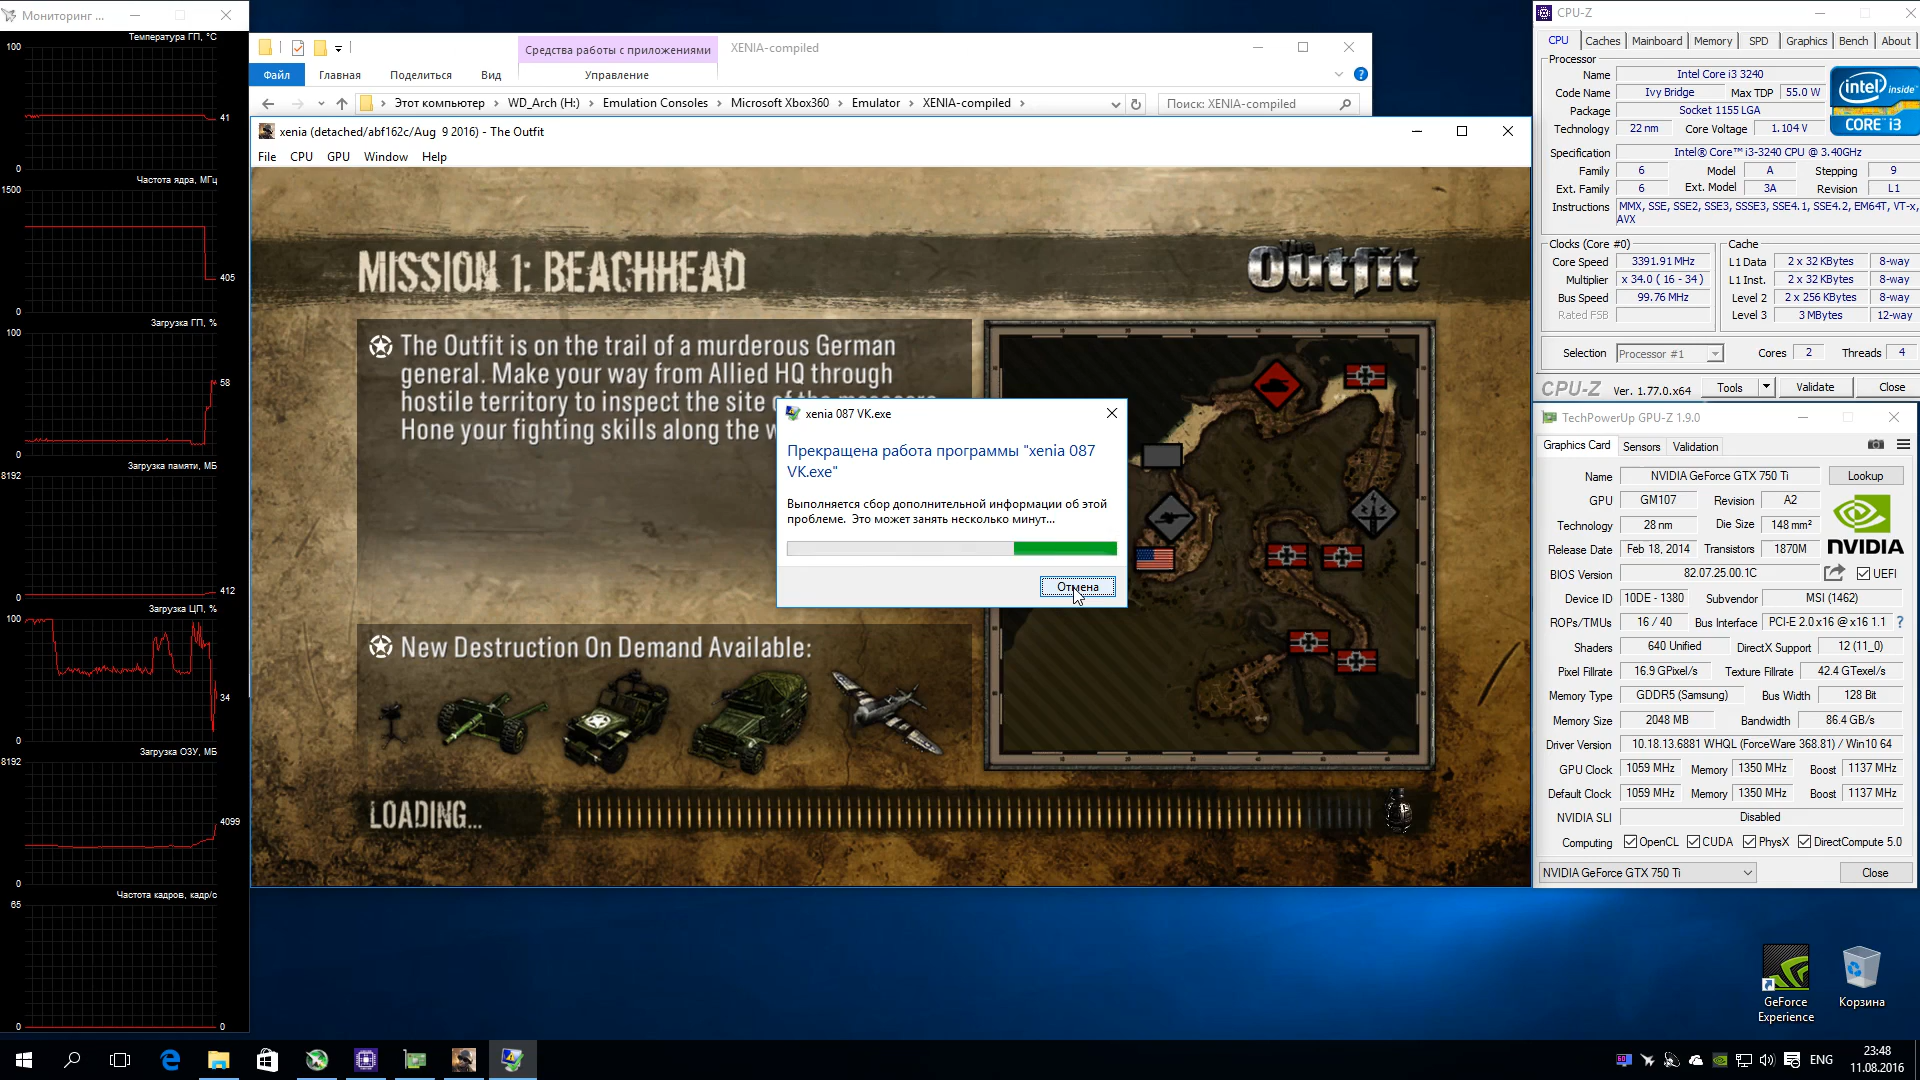 Мониторинг ...
Температура ГП, °C
100
41
0
Частота ядра, МГц
1500
405
0
Загрузка ГП, %
100
58
0
Загрузка памяти, МБ
8192
412
0
Загрузка ЦП, %
100
34
0
Загрузка ОЗУ, МБ
8192
4099
0
Частота кадров, кадр/с
65
0
0
Средства работы с приложениями
XENIA-compiled
Файл
Главная
Поделиться
Вид
Управление
Этот компьютер
WD_Arch (H:)
Emulation Consoles
Microsoft Xbox360
Emulator
XENIA-compiled
Поиск: XENIA-compiled
xenia (detached/abf162c/Aug 9 2016) - The Outfit
File CPU GPU Window Help
MISSION 1: BEACHHEAD
The Outfit
The Outfit is on the trail of a murderous German
general. Make your way from Allied HQ through
hostile territory to inspect the site of
Hone your fighting skills along the
New Destruction On Demand Available:
LOADING...
xenia 087 VK.exe
Прекращена работа программы "xenia 087
VK.exe"
Выполняется сбор дополнительной информации об этой
проблеме. Это может занять несколько минут...
Отмена
CPU-Z
CPU Caches Mainboard Memory SPD Graphics Bench About
Processor
Name Intel Core i3 3240
Code Name Ivy Bridge Max TDP 55.0 W
Package Socket 1155 LGA
Technology 22 nm Core Voltage 1.104 V
intel inside™
CORE i3
Specification Intel® Core™ i3-3240 CPU @ 3.40GHz
Family 6 Model A Stepping 9
Ext. Family 6 Ext. Model 3A Revision L1
Instructions MMX, SSE, SSE2, SSE3, SSSE3, SSE4.1, SSE4.2, EM64T, VT-x,
AVX
Clocks (Core #0)
Core Speed 3391.91 MHz
Multiplier x 34.0 ( 16 - 34 )
Bus Speed 99.76 MHz
Rated FSB
Cache
L1 Data 2 x 32 KBytes 8-way
L1 Inst. 2 x 32 KBytes 8-way
Level 2 2 x 256 KBytes 8-way
Level 3 3 MBytes 12-way
Selection Processor #1 Cores 2 Threads 4
CPU-Z Ver. 1.77.0.x64 Tools Validate Close
TechPowerUp GPU-Z 1.9.0
Graphics Card Sensors Validation
Name NVIDIA GeForce GTX 750 Ti Lookup
GPU GM107 Revision A2
Technology 28 nm Die Size 148 mm²
Release Date Feb 18, 2014 Transistors 1870M
NVIDIA
BIOS Version 82.07.25.00.1C UEFI
Device ID 10DE - 1380 Subvendor MSI (1462)
ROPs/TMUs 16 / 40 Bus Interface PCI-E 2.0 x16 @ x16 1.1 ?
Shaders 640 Unified DirectX Support 12 (11_0)
Pixel Fillrate 16.9 GPixel/s Texture Fillrate 42.4 GTexel/s
Memory Type GDDR5 (Samsung) Bus Width 128 Bit
Memory Size 2048 MB Bandwidth 86.4 GB/s
Driver Version 10.18.13.6881 WHQL (ForceWare 368.81) / Win10 64
GPU Clock 1059 MHz Memory 1350 MHz Boost 1137 MHz
Default Clock 1059 MHz Memory 1350 MHz Boost 1137 MHz
NVIDIA SLI Disabled
Computing OpenCL CUDA PhysX DirectCompute 5.0
NVIDIA GeForce GTX 750 Ti Close
GeForce
Experience
Корзина
ENG
23:48
11.08.2016